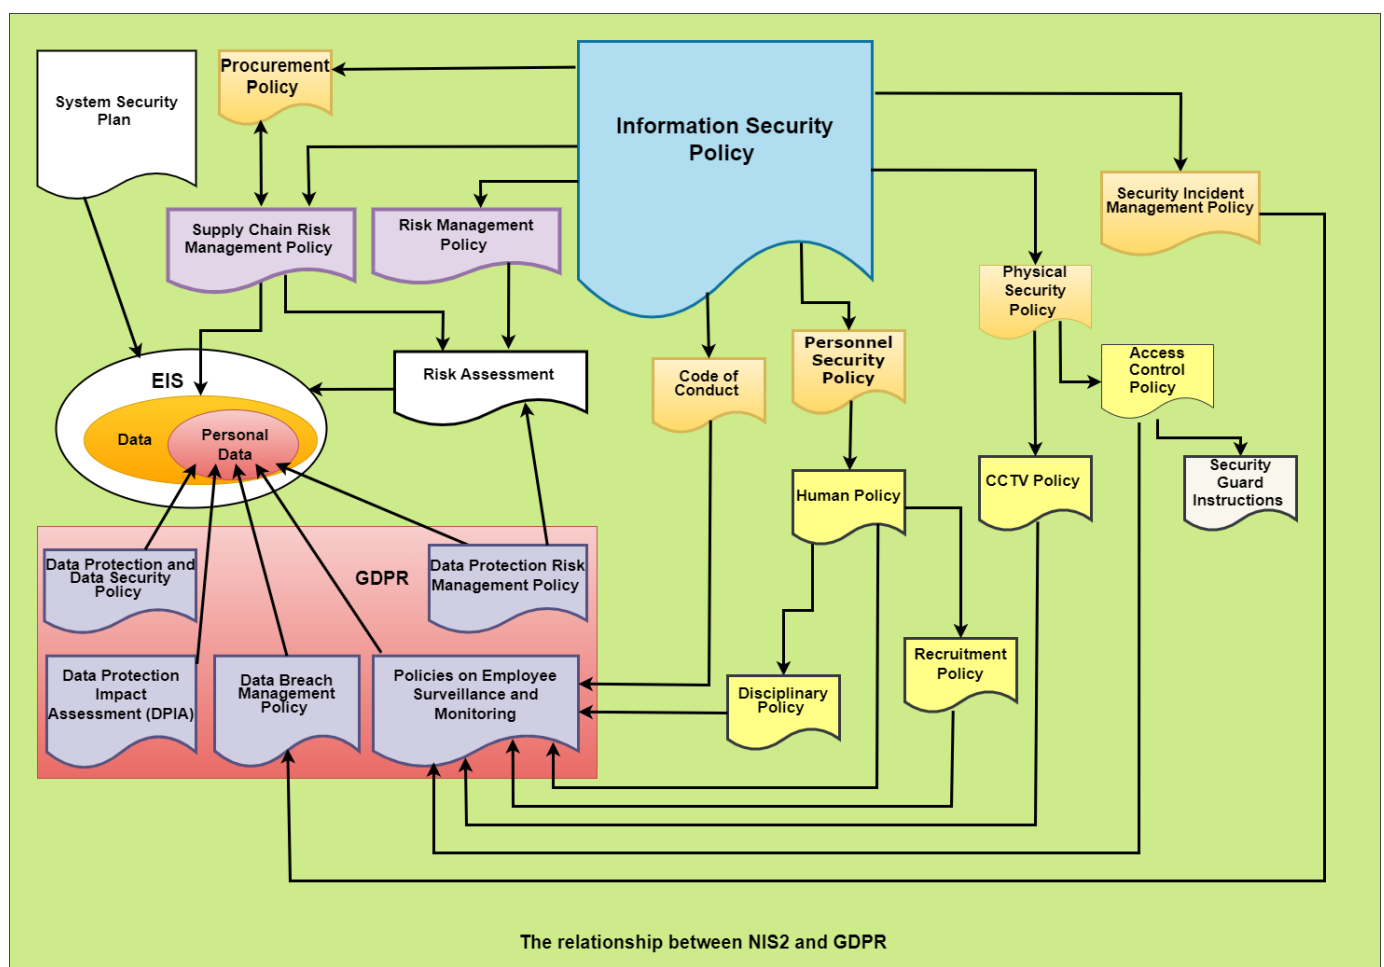 System Security
Plan
Procurement
Policy
Information Security
Policy
Security Incident
Management Policy
Supply Chain Risk
Management Policy
Risk Management
Policy
Physical
Security
Policy
Personnel
Security
Policy
Access
Control
Policy
EIS
Data
Personal
Data
Risk Assessment
Code of
Conduct
Human Policy
CCTV Policy
Security
Guard
Instructions
GDPR
Data Protection and
Data Security
Policy
Data Protection Risk
Management Policy
Data Protection
Impact
Assessment (DPIA)
Data Breach
Management
Policy
Policies on Employee
Surveillance and
Monitoring
Disciplinary
Policy
Recruitment
Policy
The relationship between NIS2 and GDPR